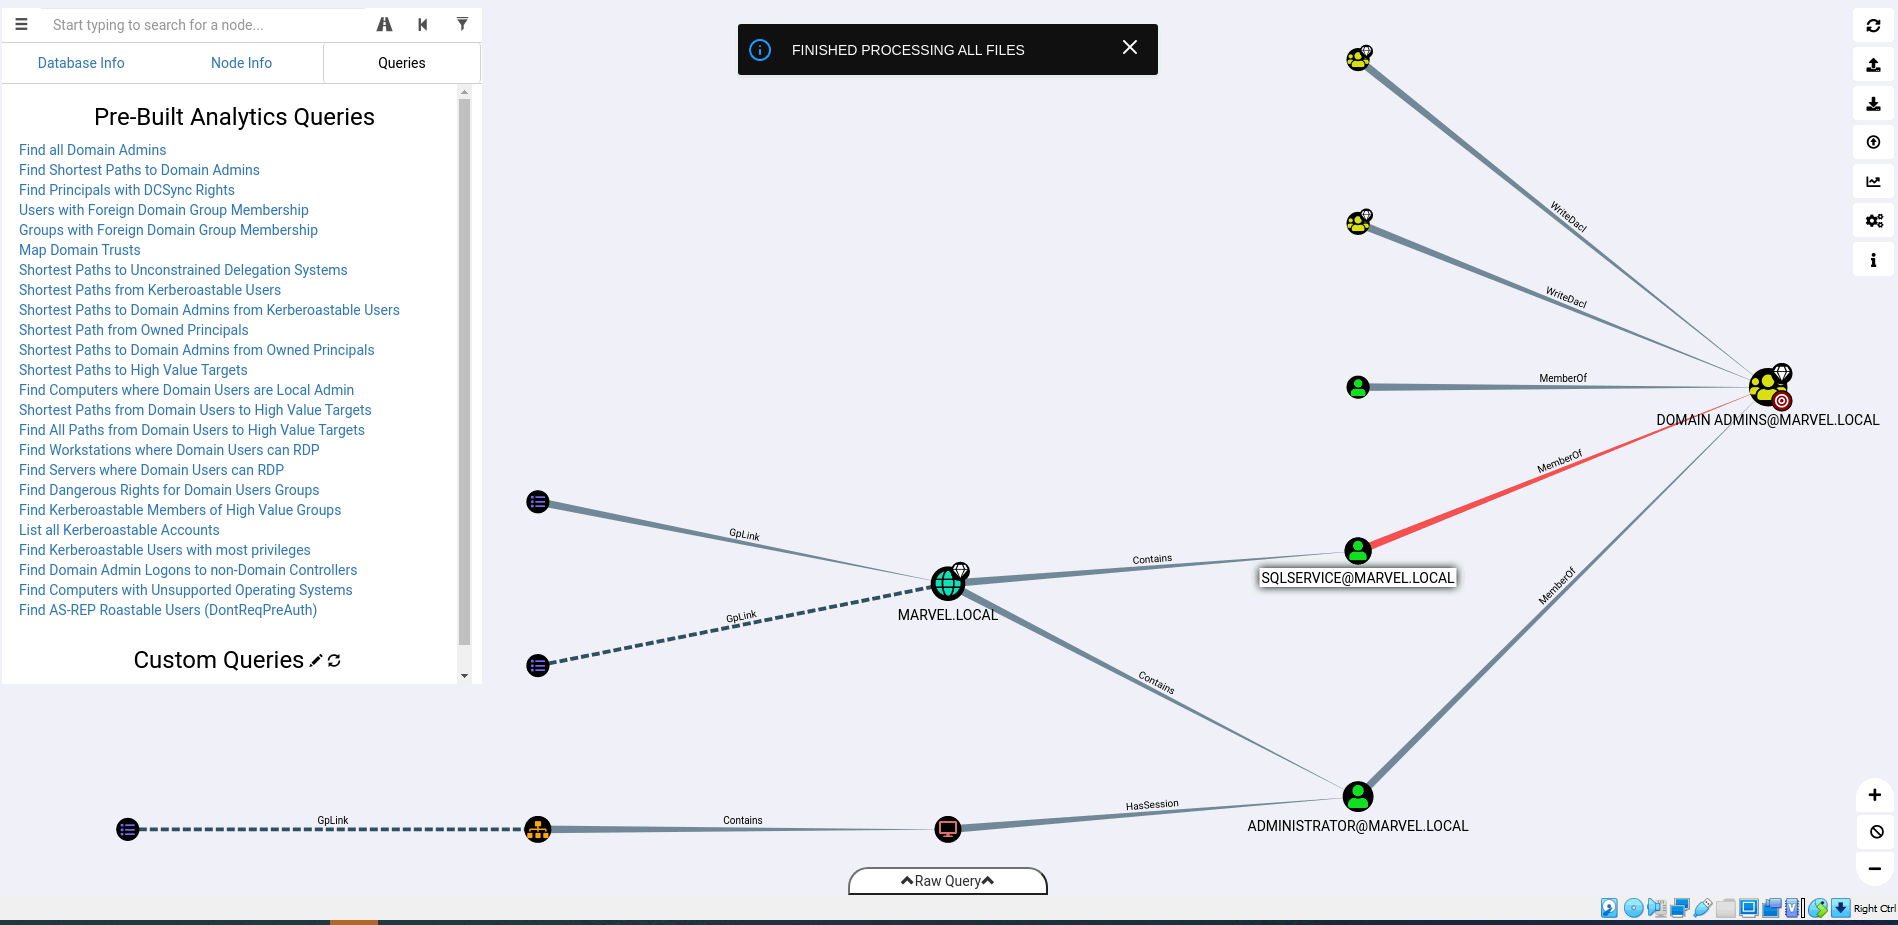 Start typing to search for a node...
Database Info
Node Info
Queries
Pre-Built Analytics Queries
Find all Domain Admins
Find Shortest Paths to Domain Admins
Find Principals with DCSync Rights
Users with Foreign Domain Group Membership
Groups with Foreign Domain Group Membership
Map Domain Trusts
Shortest Paths to Unconstrained Delegation Systems
Shortest Paths from Kerberoastable Users
Shortest Paths to Domain Admins from Kerberoastable Users
Shortest Path from Owned Principals
Shortest Paths to Domain Admins from Owned Principals
Shortest Paths to High Value Targets
Find Computers where Domain Users are Local Admin
Shortest Paths from Domain Users to High Value Targets
Find All Paths from Domain Users to High Value Targets
Find Workstations where Domain Users can RDP
Find Servers where Domain Users can RDP
Find Dangerous Rights for Domain Users Groups
Find Kerberoastable Members of High Value Groups
List all Kerberoastable Accounts
Find Kerberoastable Users with most privileges
Find Domain Admin Logons to non-Domain Controllers
Find Computers with Unsupported Operating Systems
Find AS-REP Roastable Users (DontReqPreAuth)
Custom Queries
FINISHED PROCESSING ALL FILES
WriteDacl
WriteDacl
MemberOf
DOMAIN ADMINS@MARVEL.LOCAL
MemberOf
GpLink
Contains
SQLSERVICE@MARVEL.LOCAL
MemberOf
MARVEL.LOCAL
GpLink
Contains
HasSession
ADMINISTRATOR@MARVEL.LOCAL
GpLink
Contains
Raw Query
Right Ctrl